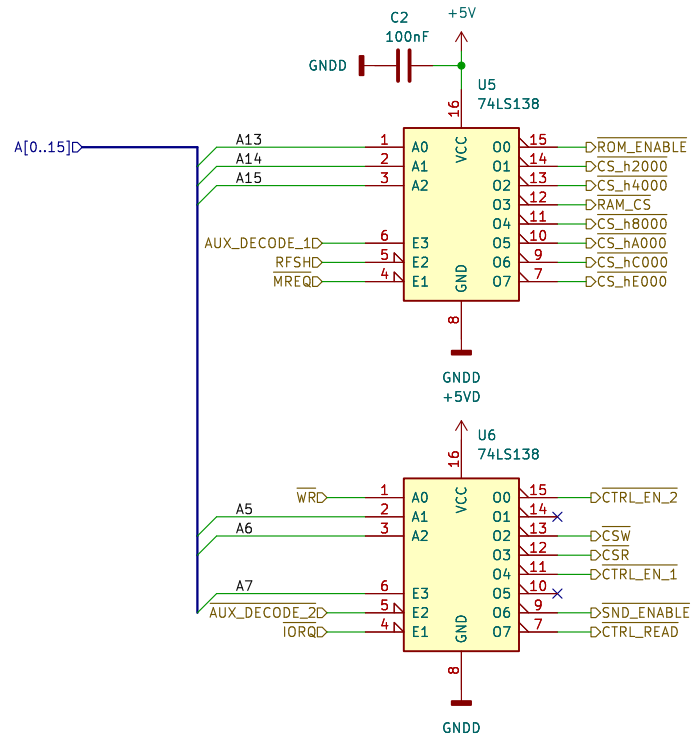 C2
100nF
+5V
GNDD
U5
74LS138
A[0..15]
A13 1 A0
A14 2 A1
A15 3 A2
AUX_DECODE_1 6 E3
RFSH 5 E2
MREQ 4 E1
16
VCC
GND
8
O0 15 ROM_ENABLE
O1 14 CS_h2000
O2 13 CS_h4000
O3 12 RAM_CS
O4 11 CS_h8000
O5 10 CS_hA000
O6 9 CS_hC000
O7 7 CS_hE000
GNDD
+5VD
U6
74LS138
16
VCC
WR 1 A0
A5 2 A1
A6 3 A2
A7 6 E3
AUX_DECODE_2 5 E2
IORQ 4 E1
O0 15 CTRL_EN_2
O1 14
O2 13 CSW
O3 12 CSR
O4 11 CTRL_EN_1
O5 10
O6 9 SND_ENABLE
O7 7 CTRL_READ
GND
8
GNDD